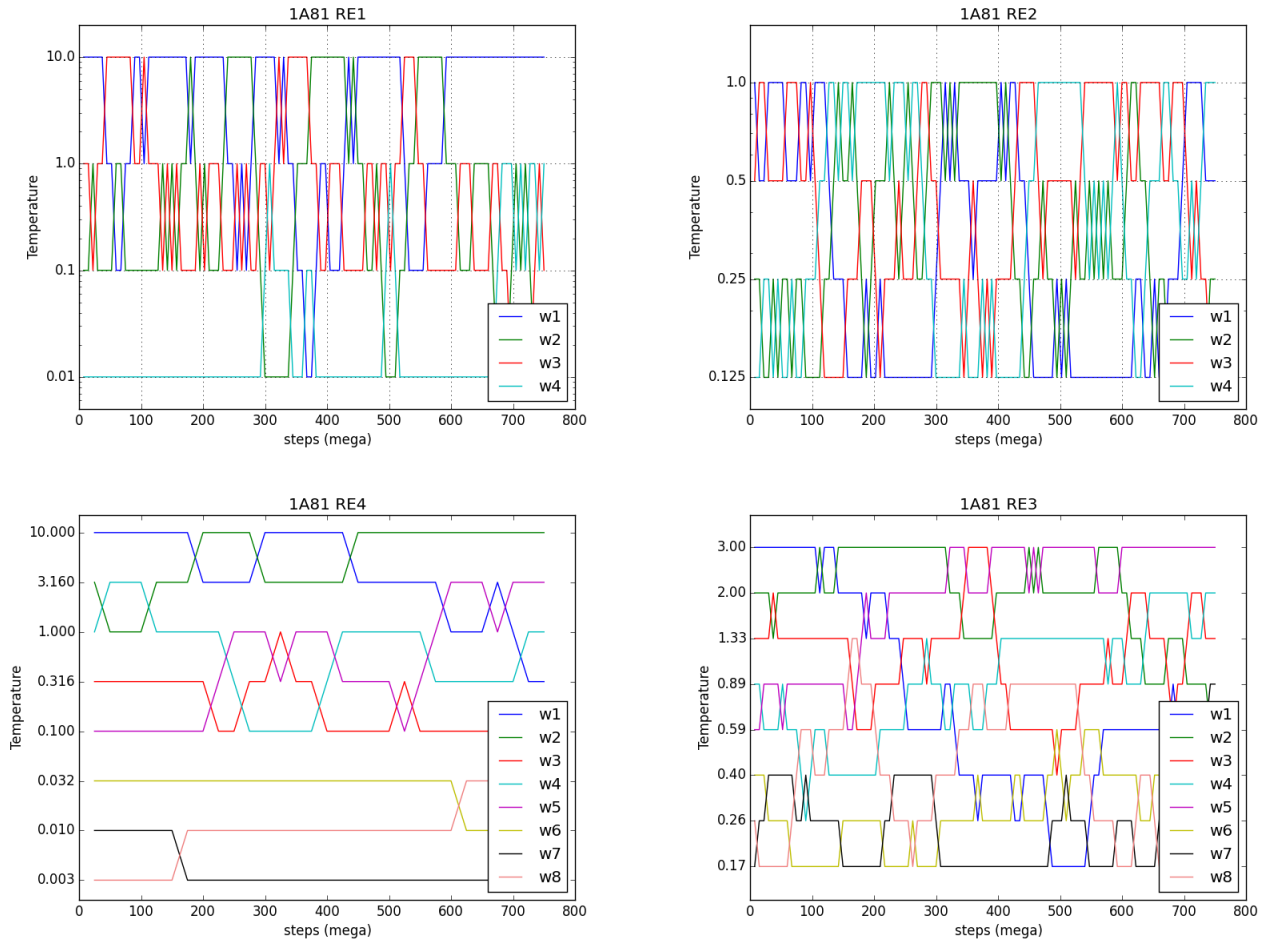 1A81 RE1
10.0
1.0
0.1
0.01
Temperature
0 100 200 300 400 500 600 700 800
steps (mega)
w1
w2
w3
w4
1A81 RE2
1.0
0.5
0.25
0.125
Temperature
0 100 200 300 400 500 600 700 800
steps (mega)
w1
w2
w3
w4
1A81 RE4
10.000
3.160
1.000
0.316
0.100
0.032
0.010
0.003
Temperature
0 100 200 300 400 500 600 700 800
steps (mega)
w1
w2
w3
w4
w5
w6
w7
w8
1A81 RE3
3.00
2.00
1.33
0.89
0.59
0.40
0.26
0.17
Temperature
0 100 200 300 400 500 600 700 800
steps (mega)
w1
w2
w3
w4
w5
w6
w7
w8